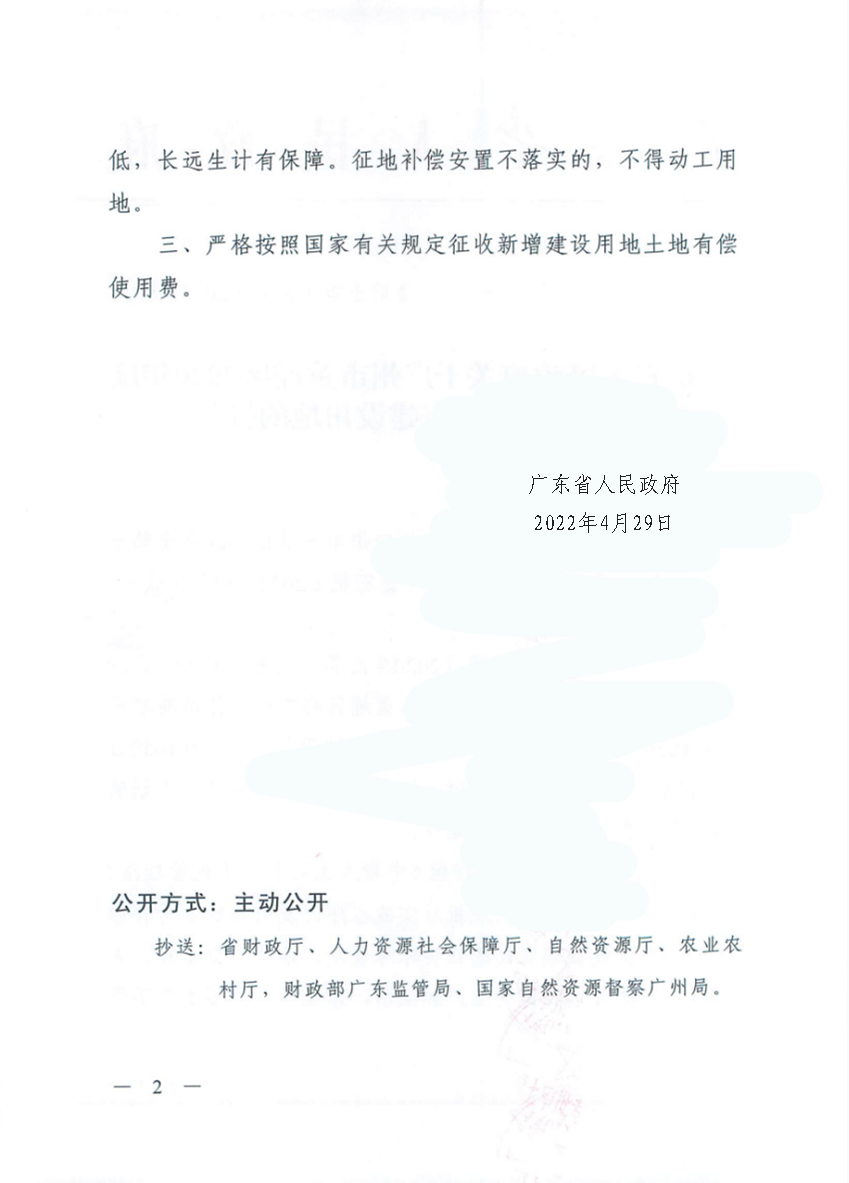 低，长远生计有保障。征地补偿安置不落实的，不得动工用
地。
三、严格按照国家有关规定征收新增建设用地土地有偿
使用费。
广东省人民政府
2022年4月29日
公开方式：主动公开
抄送：省财政厅、人力资源社会保障厅、自然资源厅、农业农
村厅，财政部广东监管局、国家自然资源督察广州局。
— 2 —